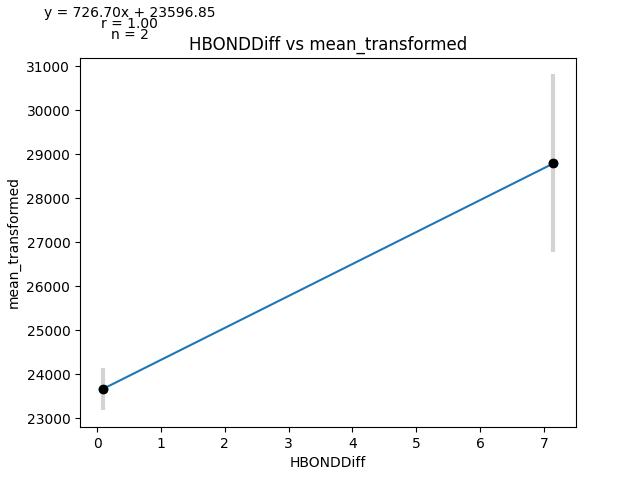 y = 726.70x + 23596.85
r = 1.00
n = 2
HBONDDiff vs mean_transformed
31000
30000
29000
28000
27000
26000
25000
24000
23000
mean_transformed
0 1 2 3 4 5 6 7
HBONDDiff